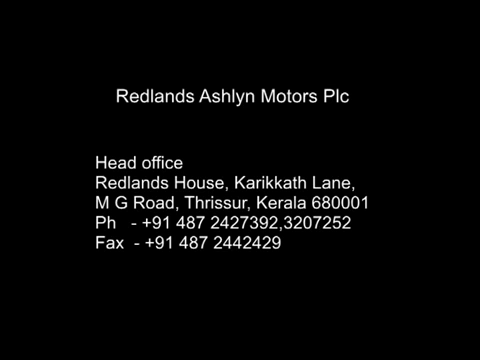 Redlands Ashlyn Motors Plc
Head office
Redlands House, Karikkath Lane,
M G Road, Thrissur, Kerala 680001
Ph - +91 487 2427392,3207252
Fax - +91 487 2442429